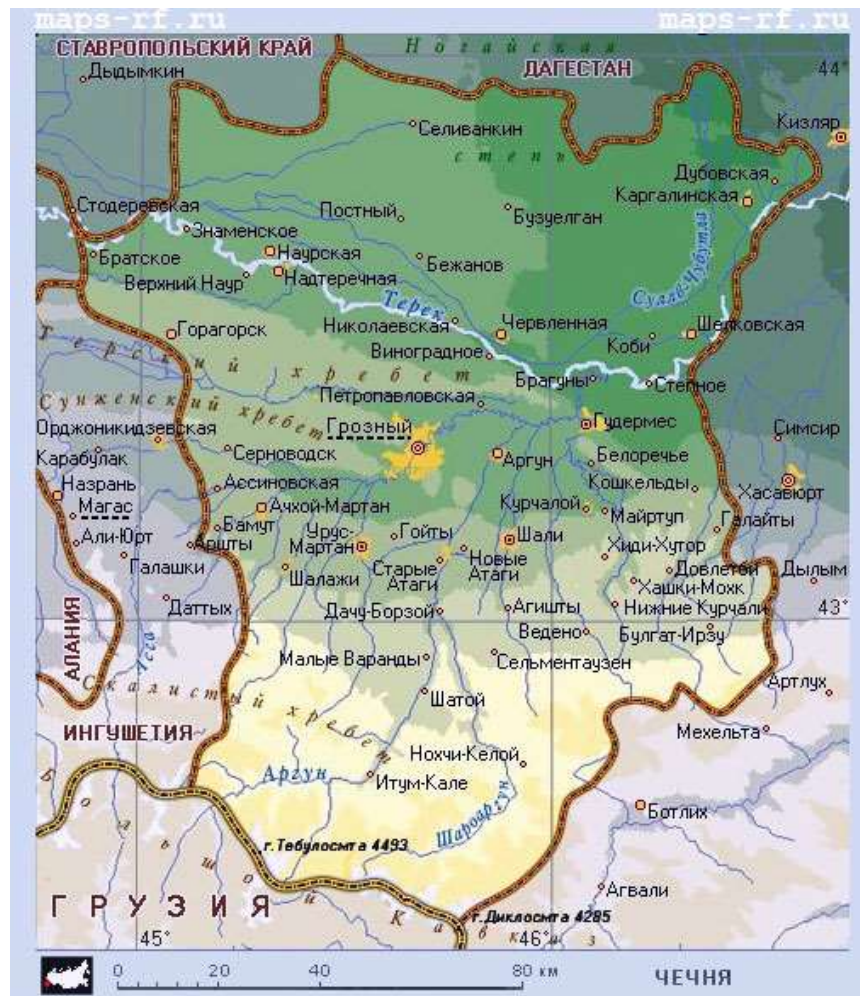 maps-rf.ru maps-rf.ru
СТАВРОПОЛЬСКИЙ КРАЙ
Ногайская
степь
ДАГЕСТАН
44°
Дыдымкин
Кизляр
Селиванкин
Дубовская
Каргалинская
Стодеревская
Постный
Бузуелган
Знаменское
Наурская
Братское
Бежанов
Верхний Наур
Надтеречная
Терек
Сулла-Чубутла
Николаевская
Червленная
Горагорск
Коби
Шелковская
Виноградное
Терский хребет
Брагуны
Степное
Петропавловская
Сунженский хребет
Грозный
Гудермес
Орджоникидзевская
Симсир
Карабулак
Серноводск
Аргун
Белоречье
Назрань
Ассиновская
Кошкельды
Хасавюрт
Магас
Ачхой-Мартан
Курчалой
Майртуп
Галайты
Бамут
Али-Юрт
Аршты
Урус-
Мартан
Гойты
Шали
Хиди-Хутор
Галашки
Шалажи
Старые
Атаги
Новые
Атаги
Довлетби
Дылым
Хашки-Мохк
Даттых
Дачу-Борзой
Агишты
Нижние Курчали
43°
Ведено
Булгат-Ирзу
АЛАНИЯ
Малые Варанды
Сельментаузен
Скалистый хребет
Артлух
Шатой
ИНГУШЕТИЯ
Мехельта
Нохчи-Келой
Аргун
Итум-Кале
Шароаргун
Ботлих
г.Тебулосмта 4493
Большой Кавказ
Агвали
ГРУЗИЯ
г.Диклосмта 4285
45°
46°
0 20 40 80 км
ЧЕЧНЯ